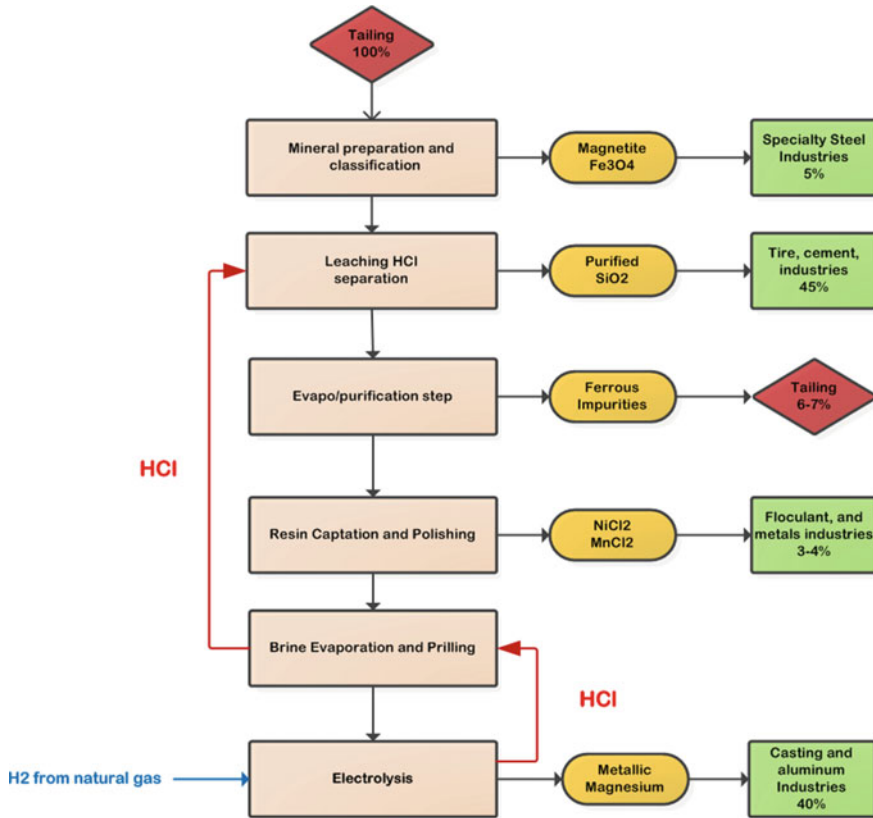 Tailing
100%
Mineral preparation and
classification
Magnetite
Fe3O4
Specialty Steel
Industries
5%
Leaching HCl
separation
Purified
SiO2
Tire, cement,
industries
45%
Evapo/purification step
Ferrous
Impurities
Tailing
6-7%
HCl
Resin Captation and Polishing
NiCl2
MnCl2
Floculant, and
metals industries
3-4%
Brine Evaporation and Prilling
HCl
H2 from natural gas
Electrolysis
Metallic
Magnesium
Casting and
aluminum
Industries
40%